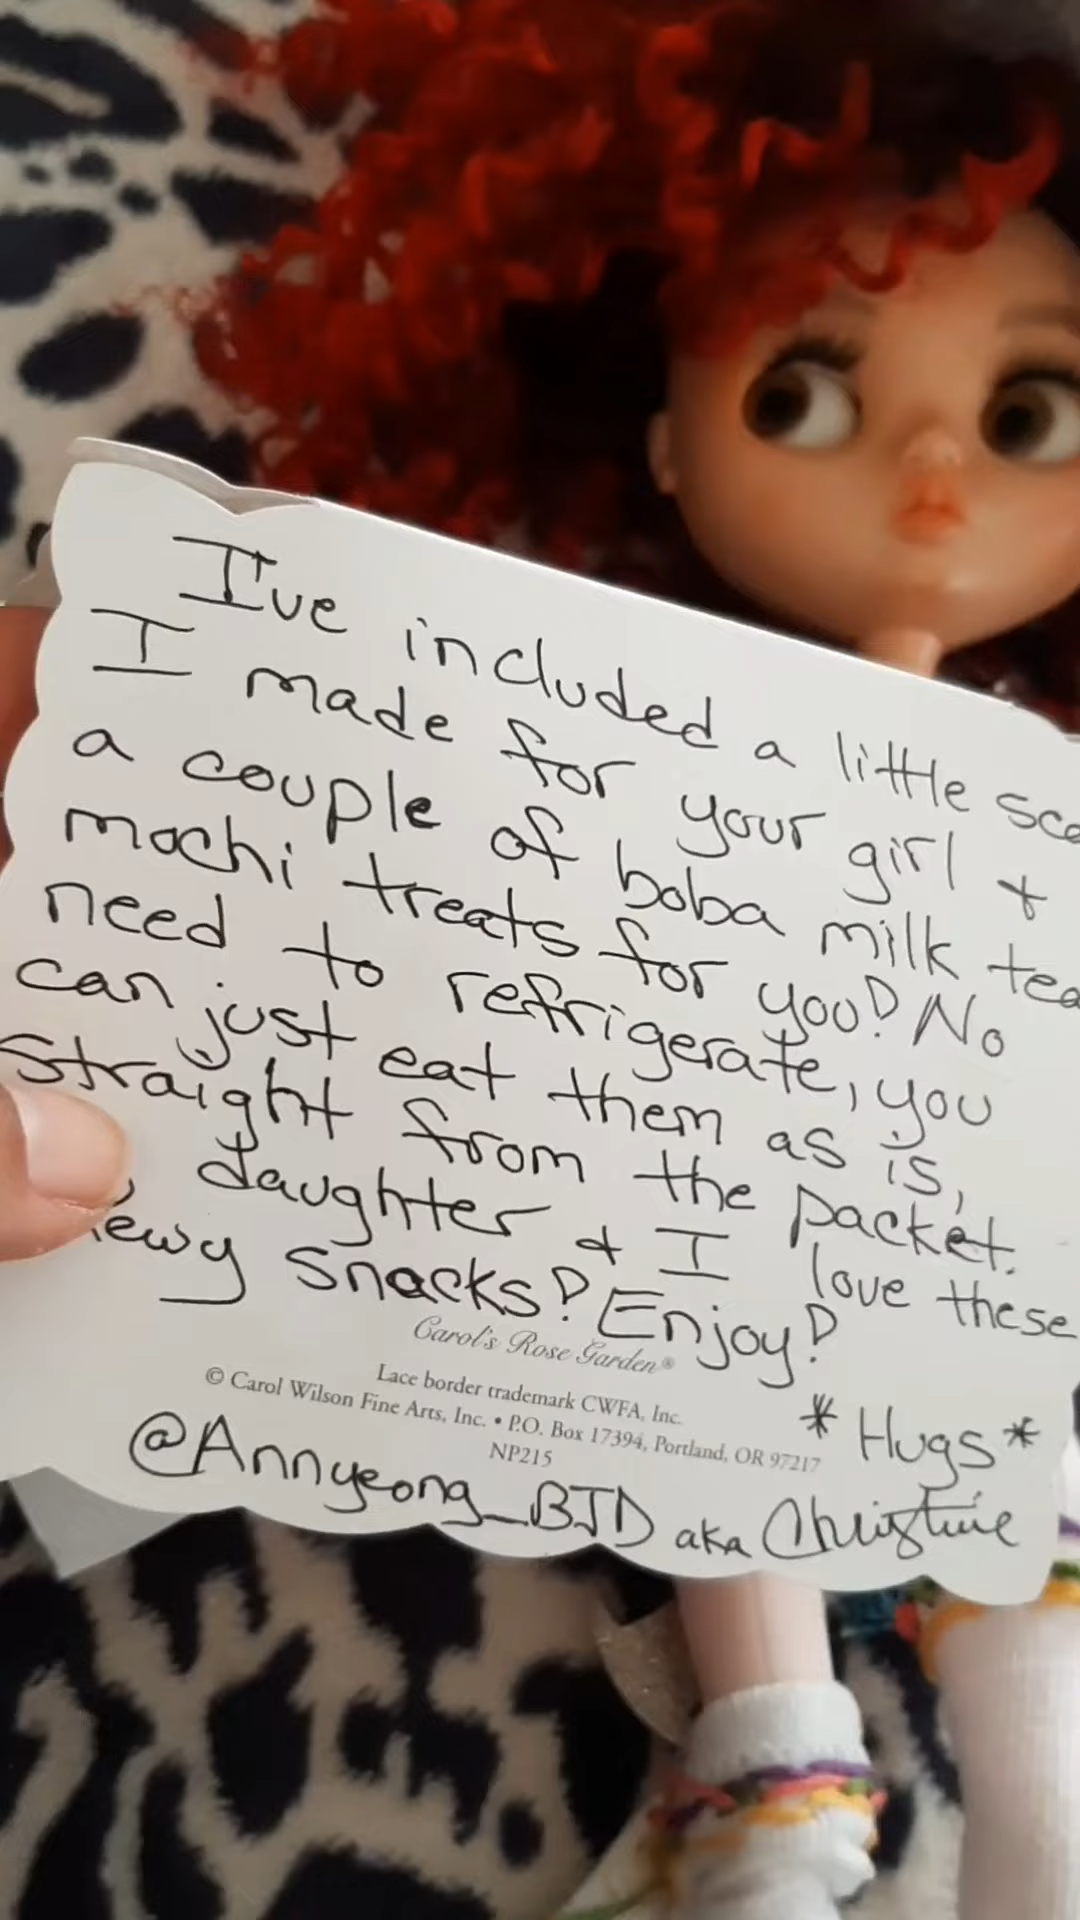 I've included a little
I made for your girl +
a couple of boba milk tea
mochi treats for you! No
need to refrigerate, you
can just eat them as is,
straight from the packet.
daughter + I love these
snacks! Enjoy!
Carol's Rose Garden®
Lace border trademark CWFA, Inc.
© Carol Wilson Fine Arts, Inc. • P.O. Box 17394, Portland, OR 97217
NP215
*Hugs*
@Annyeong_BJD aka Christine